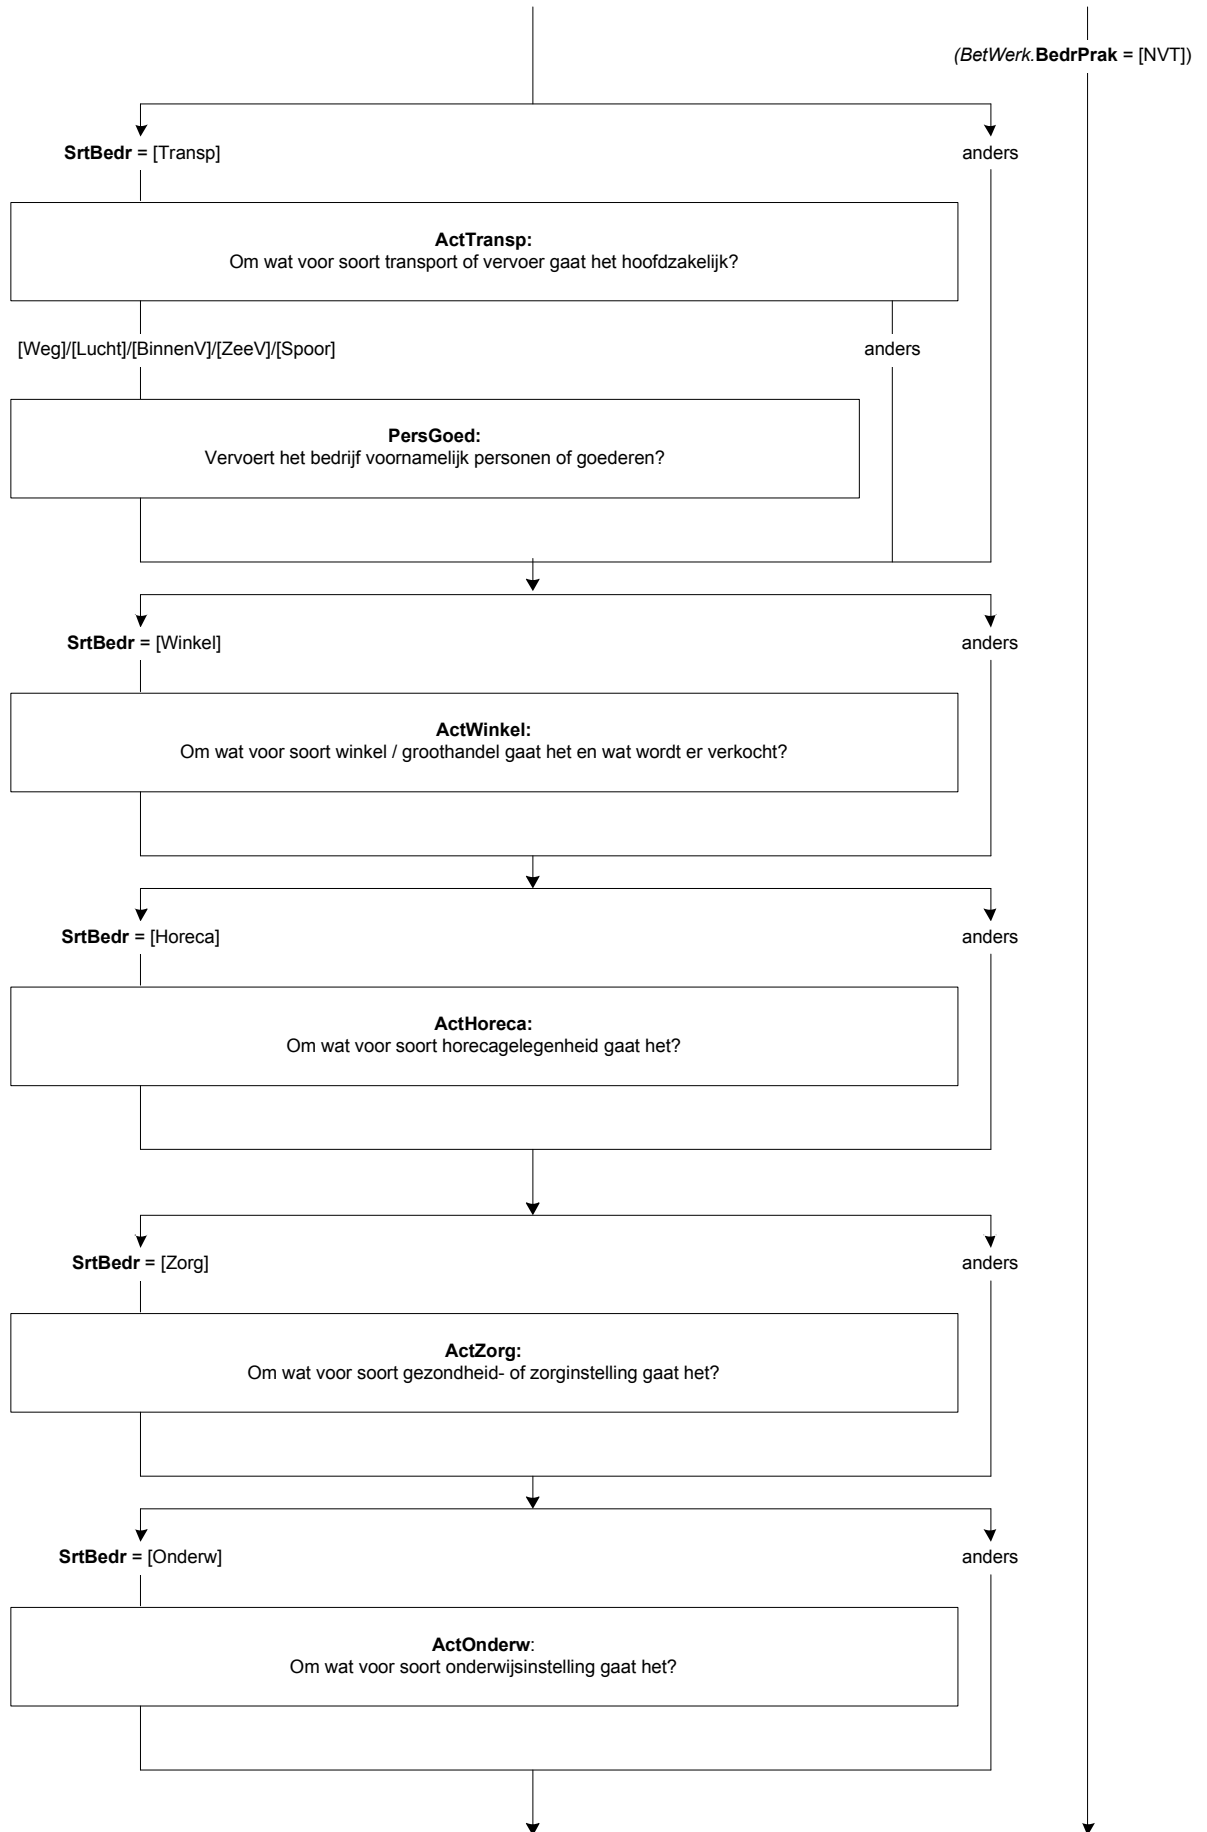 (BetWerk.BedrPrak = [NVT])
SrtBedr = [Transp]
anders
ActTransp:
Om wat voor soort transport of vervoer gaat het hoofdzakelijk?
[Weg]/[Lucht]/[BinnenV]/[ZeeV]/[Spoor]
anders
PersGoed:
Vervoert het bedrijf voornamelijk personen of goederen?
SrtBedr = [Winkel]
anders
ActWinkel:
Om wat voor soort winkel / groothandel gaat het en wat wordt er verkocht?
SrtBedr = [Horeca]
anders
ActHoreca:
Om wat voor soort horecagelegenheid gaat het?
SrtBedr = [Zorg]
anders
ActZorg:
Om wat voor soort gezondheid- of zorginstelling gaat het?
SrtBedr = [Onderw]
anders
ActOnderw:
Om wat voor soort onderwijsinstelling gaat het?